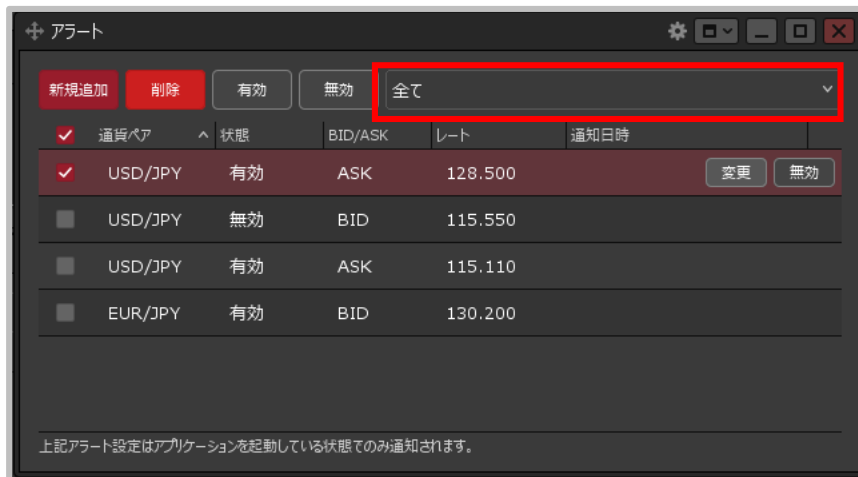 アラート
新規追加 削除 有効 無効 全て
通貨ペア 状態 BID/ASK レート 通知日時
USD/JPY 有効 ASK 128.500 変更 無効
USD/JPY 無効 BID 115.550
USD/JPY 有効 ASK 115.110
EUR/JPY 有効 BID 130.200
上記アラート設定はアプリケーションを起動している状態でのみ通知されます。